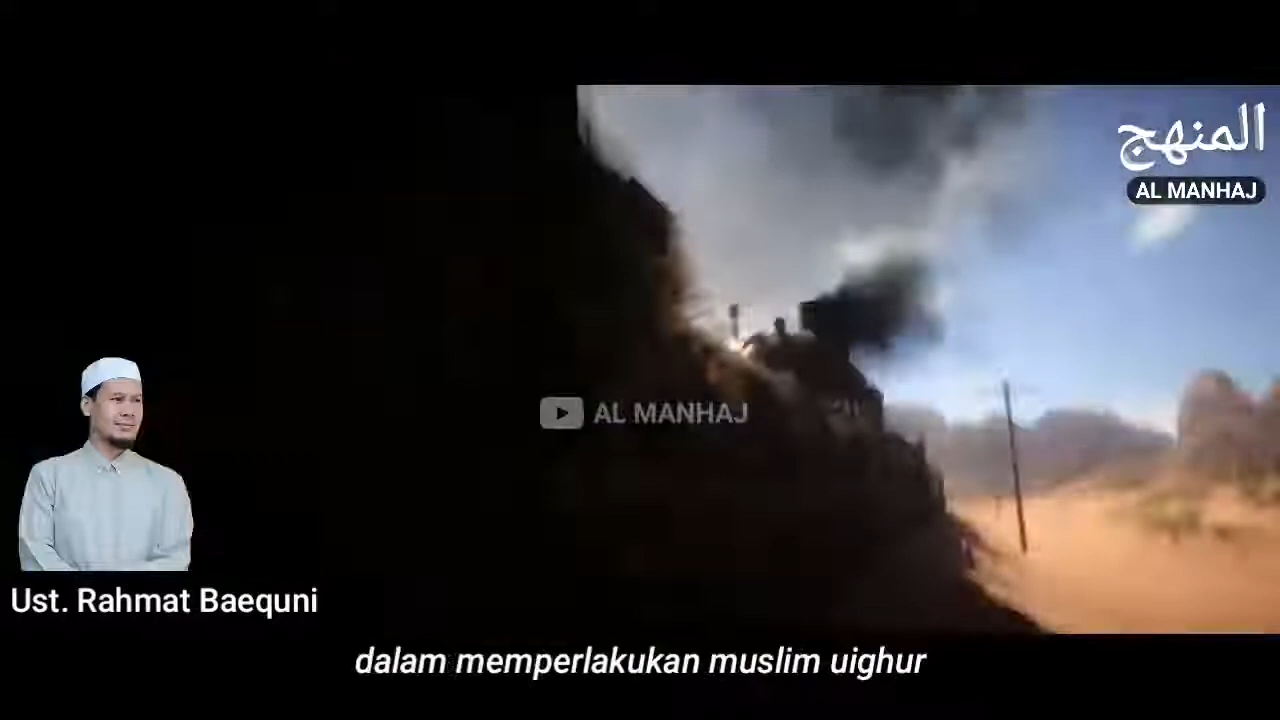 المنهج
AL MANHAJ
AL MANHAJ
Ust. Rahmat Baequni
dalam memperlakukan muslim uighur